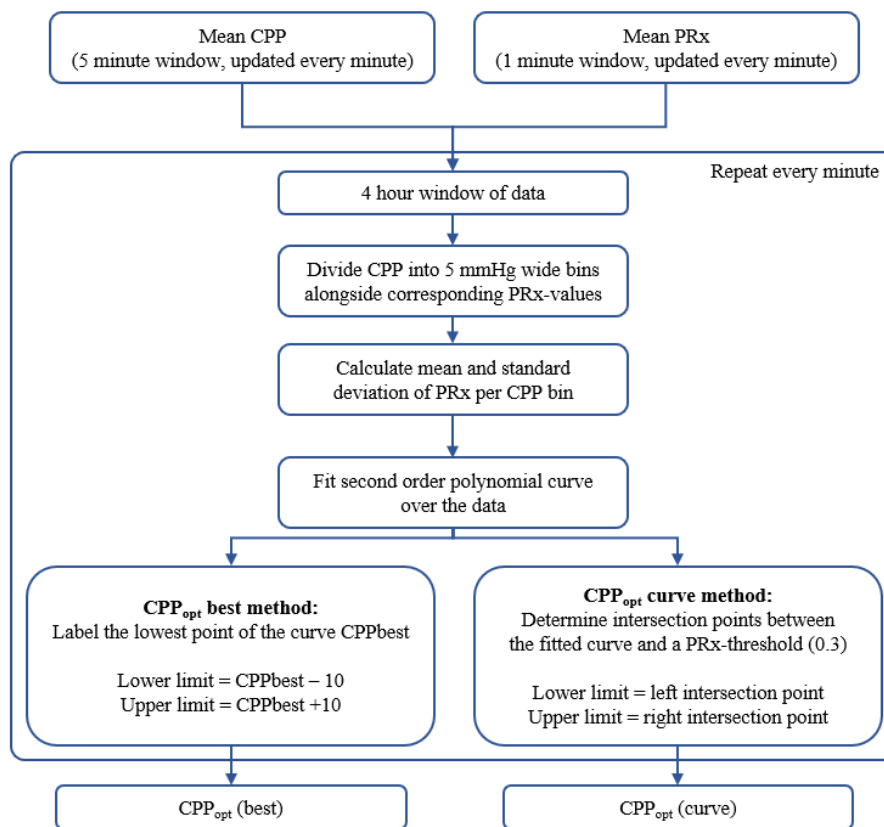 Mean CPP
(5 minute window, updated every minute)
Mean PRx
(1 minute window, updated every minute)
Repeat every minute
4 hour window of data
Divide CPP into 5 mmHg wide bins
alongside corresponding PRx-values
Calculate mean and standard
deviation of PRx per CPP bin
Fit second order polynomial curve
over the data
CPPopt best method:
Label the lowest point of the curve CPPbest
Lower limit = CPPbest – 10
Upper limit = CPPbest +10
CPPopt curve method:
Determine intersection points between
the fitted curve and a PRx-threshold (0.3)
Lower limit = left intersection point
Upper limit = right intersection point
CPPopt (best)
CPPopt (curve)